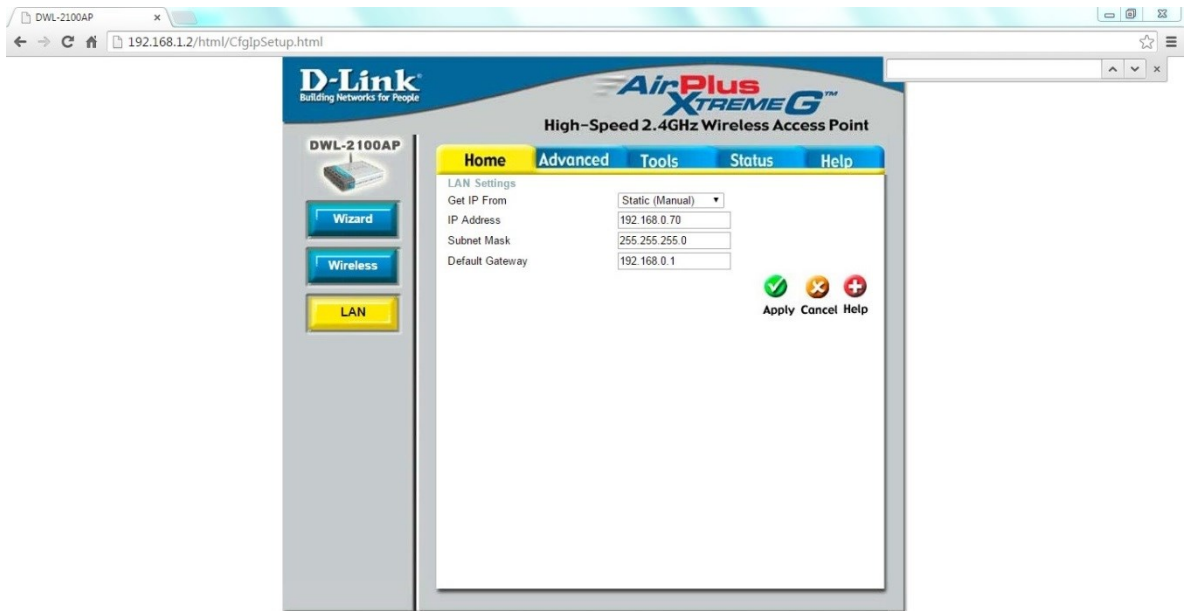 DWL-2100AP
192.168.1.2/html/CfgIpSetup.html
D-Link
Building Networks for People
AirPlus
XTREME G™
High-Speed 2.4GHz Wireless Access Point
DWL-2100AP
Home Advanced Tools Status Help
LAN Settings
Get IP From Static (Manual)
IP Address 192.168.0.70
Subnet Mask 255.255.255.0
Default Gateway 192.168.0.1
Apply Cancel Help
Wizard
Wireless
LAN